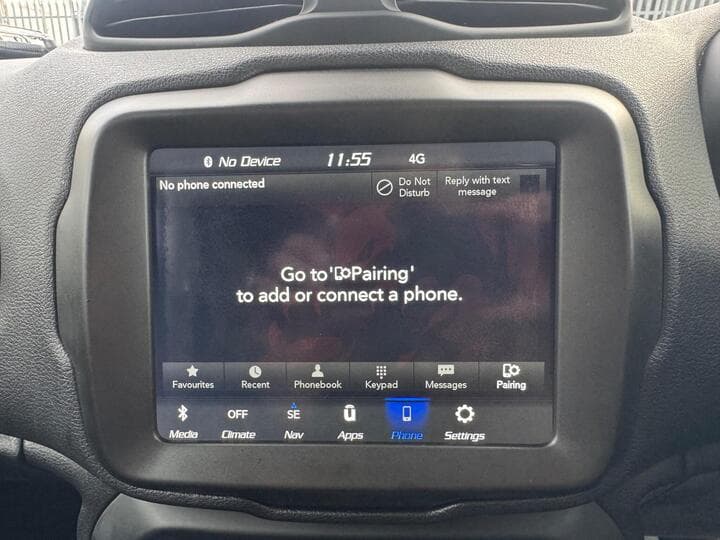 No Device 11:55 4G
No phone connected Do Not Disturb Reply with text message
Go to 'Pairing'
to add or connect a phone.
Favourites Recent Phonebook Keypad Messages Pairing
OFF SE
Media Climate Nav Apps Phone Settings